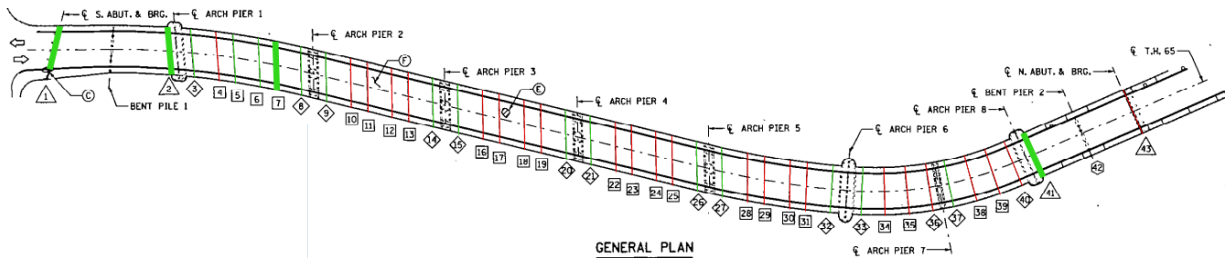 ℄ S. ABUT. & BRG.
℄ ARCH PIER 1
℄ ARCH PIER 2
F
℄ ARCH PIER 3
E
℄ ARCH PIER 4
℄ ARCH PIER 5
℄ ARCH PIER 6
℄ ARCH PIER 8
℄ BENT PIER 2
℄ N. ABUT. & BRG.
℄ T.H. 65
1
C
BENT PILE 1
2
3
4
5
6
7
8
9
10
11
12
13
14
15
16
17
18
19
20
21
22
23
24
25
26
27
28
29
30
31
32
33
34
35
36
37
38
39
40
41
42
43
℄ ARCH PIER 7
GENERAL PLAN